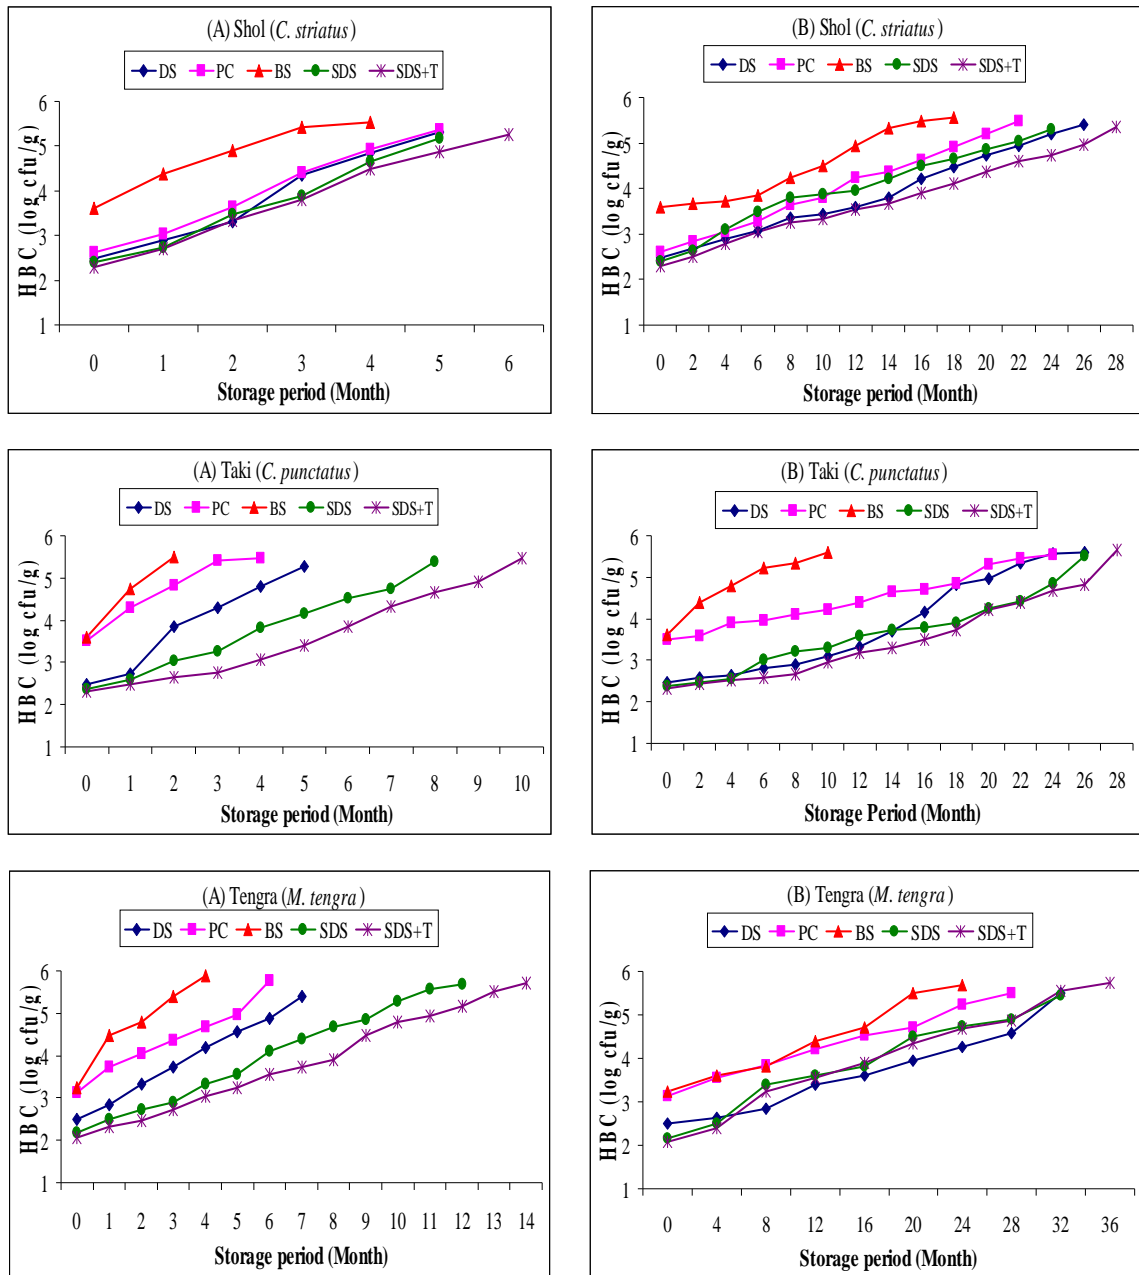 (A) Shol (C. striatus)
DS PC BS SDS SDS+T
6
5
4
3
2
1
HBC (log cfu/g)
0 1 2 3 4 5 6
Storage period (Month)
(B) Shol (C. striatus)
DS PC BS SDS SDS+T
6
5
4
3
2
1
HBC (log cfu/g)
0 2 4 6 8 10 12 14 16 18 20 22 24 26 28
Storage period (Month)
(A) Taki (C. punctatus)
DS PC BS SDS SDS+T
6
5
4
3
2
1
HBC (log cfu/g)
0 1 2 3 4 5 6 7 8 9 10
Storage period (Month)
(B) Taki (C. punctatus)
DS PC BS SDS SDS+T
6
5
4
3
2
1
HBC (log cfu/g)
0 2 4 6 8 10 12 14 16 18 20 22 24 26 28
Storage Period (Month)
(A) Tengra (M. tengra)
DS PC BS SDS SDS+T
6
5
4
3
2
1
HBC (log cfu/g)
0 1 2 3 4 5 6 7 8 9 10 11 12 13 14
Storage period (Month)
(B) Tengra (M. tengra)
DS PC BS SDS SDS+T
6
5
4
3
2
1
HBC (log cfu/g)
0 4 8 12 16 20 24 28 32 36
Storage period (Month)